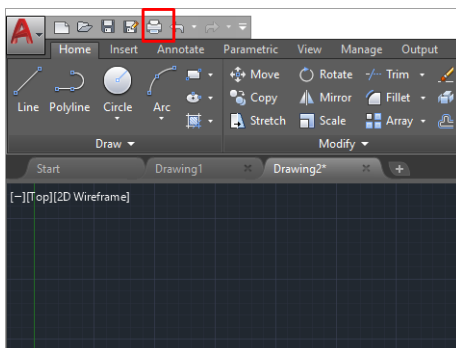 A
Home Insert Annotate Parametric View Manage Output
Line Polyline Circle Arc
Move Rotate Trim
Copy Mirror Fillet
Stretch Scale Array
Draw Modify
Start Drawing1 Drawing2*
[−][Top][2D Wireframe]